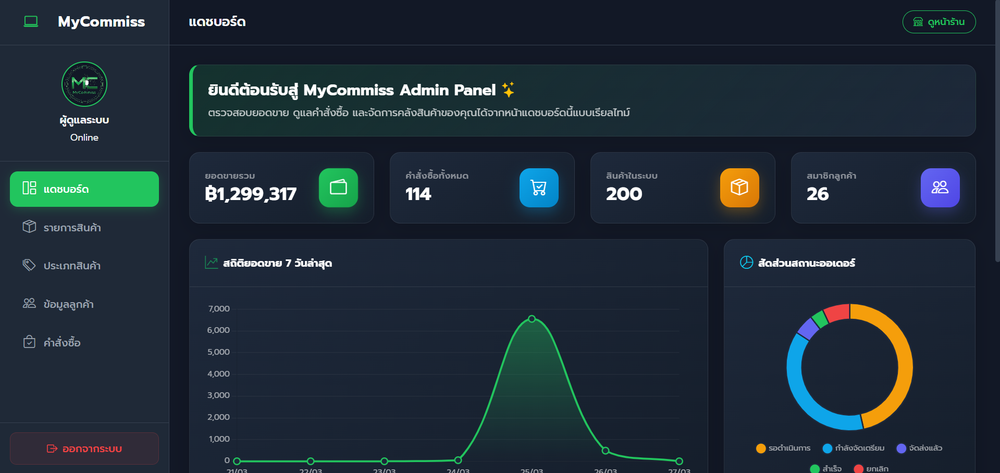 MyCommiss
แดชบอร์ด
ดูหน้าร้าน
MyCommiss
ผู้ดูแลระบบ
Online
แดชบอร์ด
รายการสินค้า
ประเภทสินค้า
ข้อมูลลูกค้า
คำสั่งซื้อ
ออกจากระบบ
ยินดีต้อนรับสู่ MyCommiss Admin Panel
ตรวจสอบยอดขาย ดูแลคำสั่งซื้อ และจัดการคลังสินค้าของคุณได้จากหน้าแดชบอร์ดนี้แบบเรียลไทม์
ยอดขายรวม
฿1,299,317
คำสั่งซื้อทั้งหมด
114
สินค้าในระบบ
200
สมาชิกลูกค้า
26
สถิติยอดขาย 7 วันล่าสุด
7,000
6,000
5,000
4,000
3,000
2,000
1,000
0
21/03 22/03 23/03 24/03 25/03 26/03 27/03
สัดส่วนสถานะออเดอร์
รอดำเนินการ กำลังจัดเตรียม จัดส่งแล้ว
สำเร็จ ยกเลิก